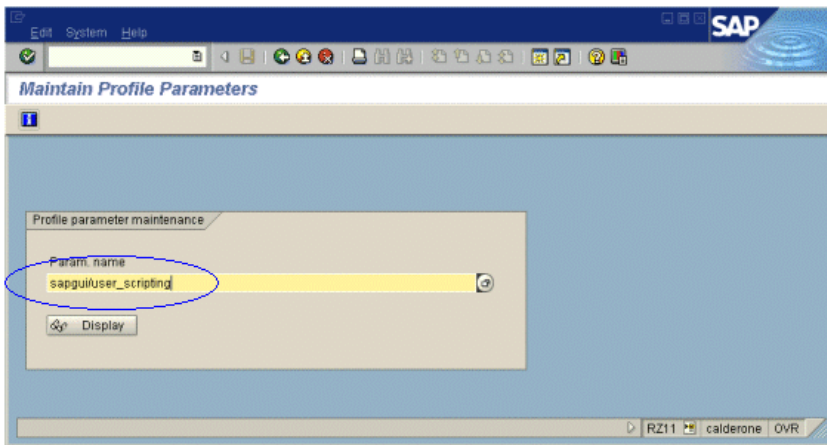 Edit System Help
SAP
Maintain Profile Parameters
Profile parameter maintenance
Param. name
sapgui/user_scripting
Display
RZ11 calderone OVR